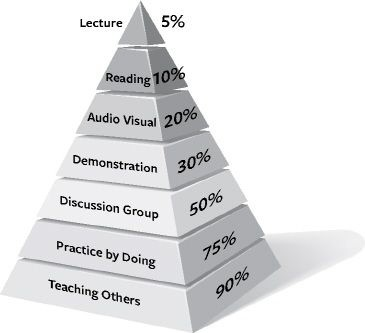 Lecture 5%
Reading 10%
Audio Visual 20%
Demonstration 30%
Discussion Group 50%
Practice by Doing 75%
Teaching Others 90%